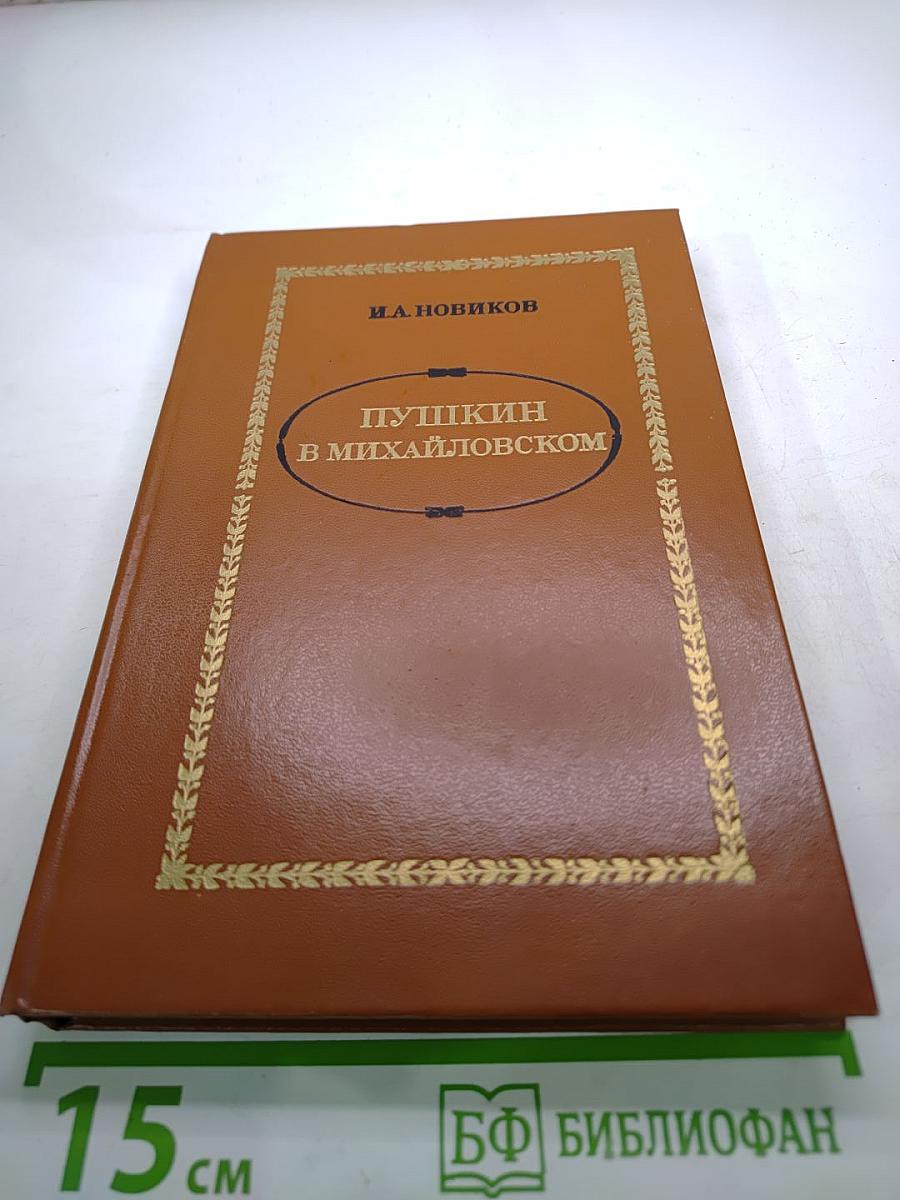 И.А. НОВИКОВ
ПУШКИН
В МИХАЙЛОВСКОМ
15 см
БФ БИБЛИОФАН